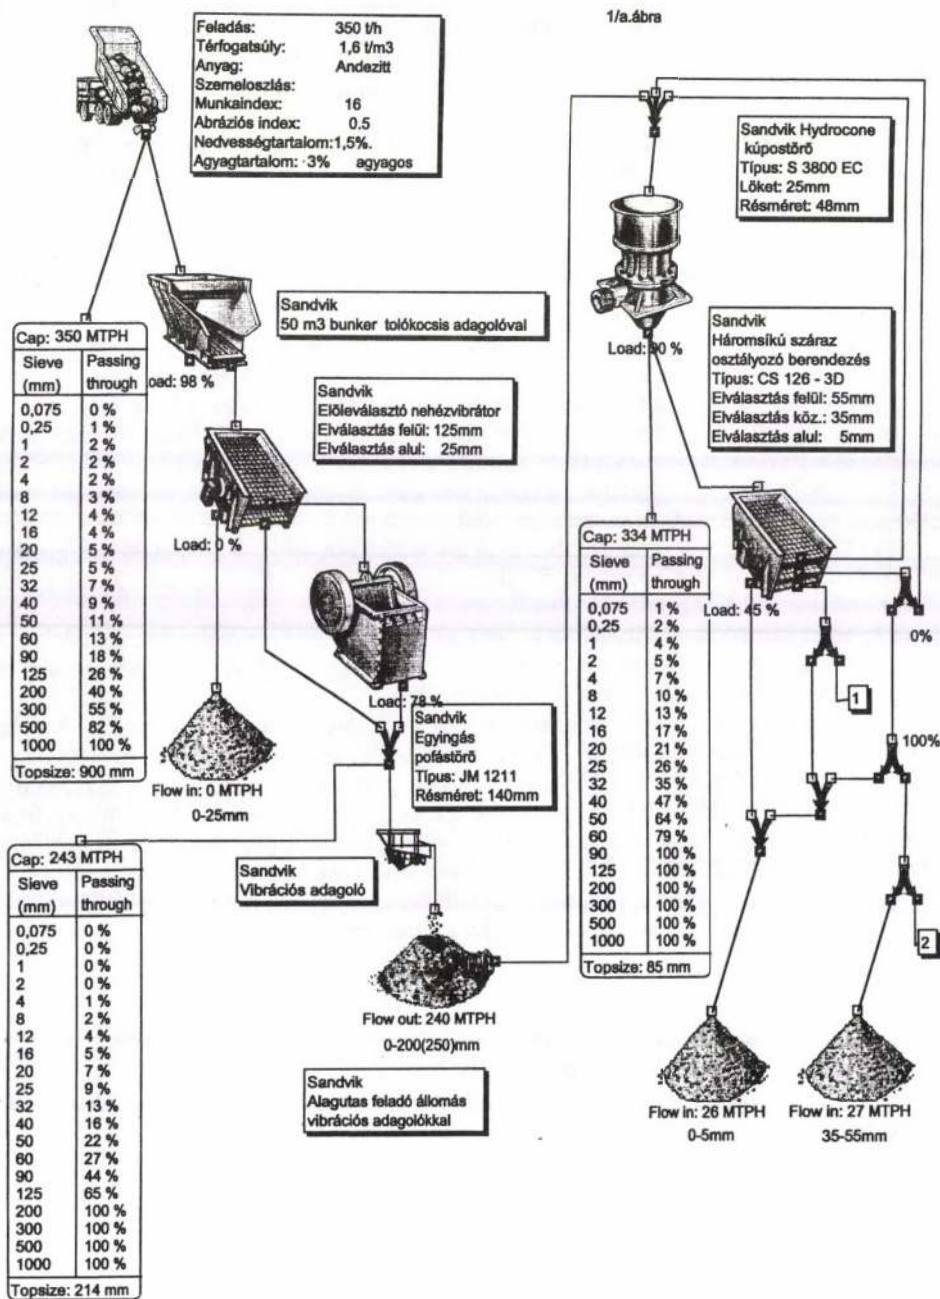 1/a.ábra
Feladás: 350 t/h
Térfogatsúly: 1,6 t/m3
Anyag: Andezitt
Szemeloszlás:
Munkaindex: 16
Abráziós index: 0.5
Nedvességtartalom:1,5%.
Agyagtartalom: 3% agyagos
Sandvik
50 m3 bunker tolókocsis adagolóval
Load: 98 %
Cap: 350 MTPH
Sieve Passing
(mm) through
0,075 0 %
0,25 1 %
1 2 %
2 2 %
4 2 %
8 3 %
12 4 %
16 4 %
20 5 %
25 5 %
32 7 %
40 9 %
50 11 %
60 13 %
90 18 %
125 26 %
200 40 %
300 55 %
500 82 %
1000 100 %
Topsize: 900 mm
Sandvik
Előleválasztó nehézvibrátor
Elválasztás felül: 125mm
Elválasztás alul: 25mm
Load: 0 %
Load: 78 %
Flow in: 0 MTPH
0-25mm
Sandvik
Egyingás
pofástörő
Típus: JM 1211
Résméret: 140mm
Cap: 243 MTPH
Sieve Passing
(mm) through
0,075 0 %
0,25 0 %
1 0 %
2 0 %
4 1 %
8 2 %
12 4 %
16 5 %
20 7 %
25 9 %
32 13 %
40 16 %
50 22 %
60 27 %
90 44 %
125 65 %
200 100 %
300 100 %
500 100 %
1000 100 %
Topsize: 214 mm
Sandvik
Vibrációs adagoló
Flow out: 240 MTPH
0-200(250)mm
Sandvik
Alagutas feladó állomás
vibrációs adagolókkal
Sandvik Hydrocone
kúpostörő
Típus: S 3800 EC
Löket: 25mm
Résméret: 48mm
Load: 90 %
Sandvik
Háromsíkú száraz
osztályozó berendezés
Típus: CS 126 - 3D
Elválasztás felül: 55mm
Elválasztás köz.: 35mm
Elválasztás alul: 5mm
Cap: 334 MTPH
Sieve Passing
(mm) through
0,075 1 %
0,25 2 %
1 4 %
2 5 %
4 7 %
8 10 %
12 13 %
16 17 %
20 21 %
25 26 %
32 35 %
40 47 %
50 64 %
60 79 %
90 100 %
125 100 %
200 100 %
300 100 %
500 100 %
1000 100 %
Topsize: 85 mm
Load: 45 %
0%
1
100%
2
Flow in: 26 MTPH
0-5mm
Flow in: 27 MTPH
35-55mm